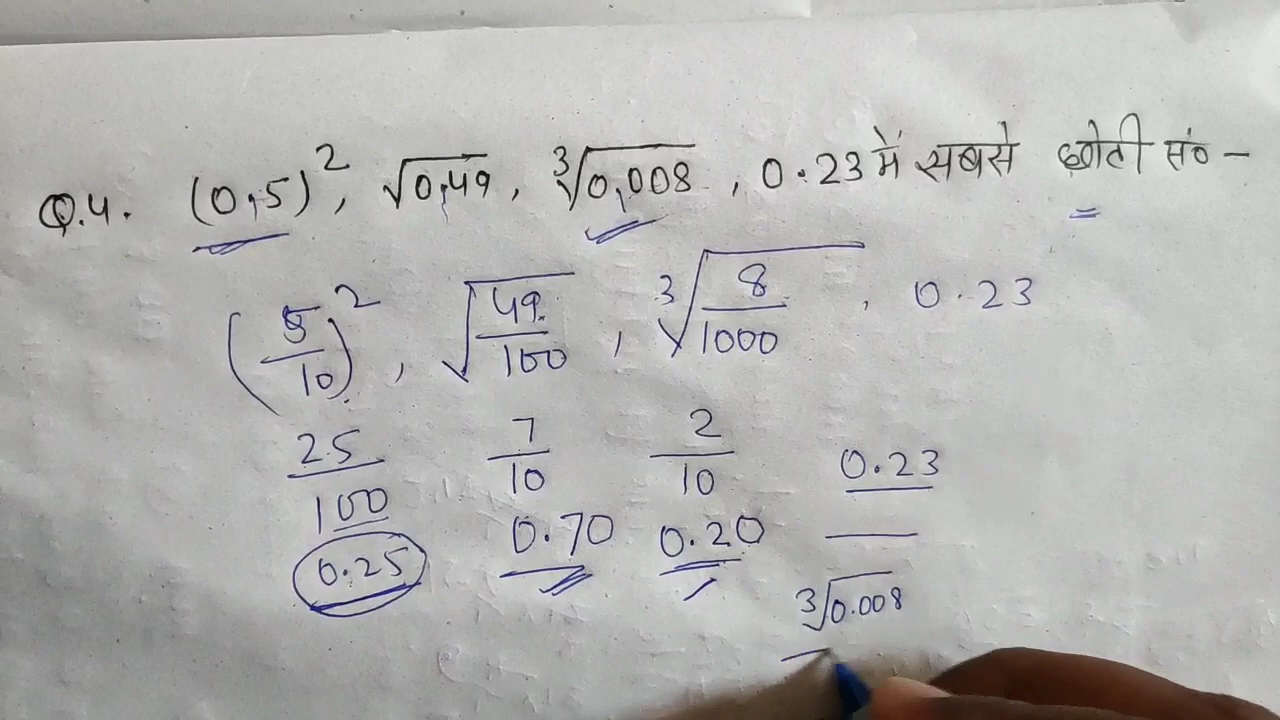 Q.4. (0.5)², √0.49, ∛0.008, 0.23 में सबसे छोटी सं० –
(5/10)², √(49/100), ∛(8/1000), 0.23
25/100 7/10 2/10 0.23
0.25 0.70 0.20
∛0.008